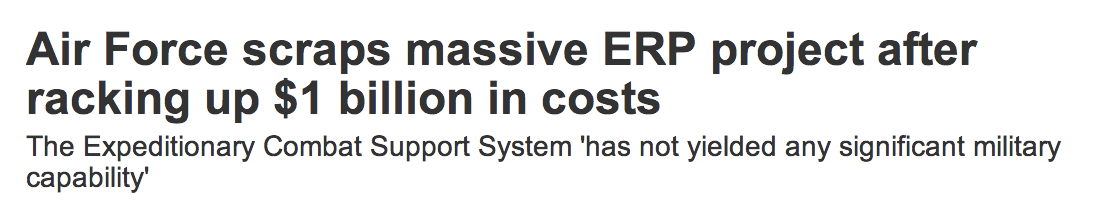 Air Force scraps massive ERP project after
racking up $1 billion in costs
The Expeditionary Combat Support System 'has not yielded any significant military
capability'